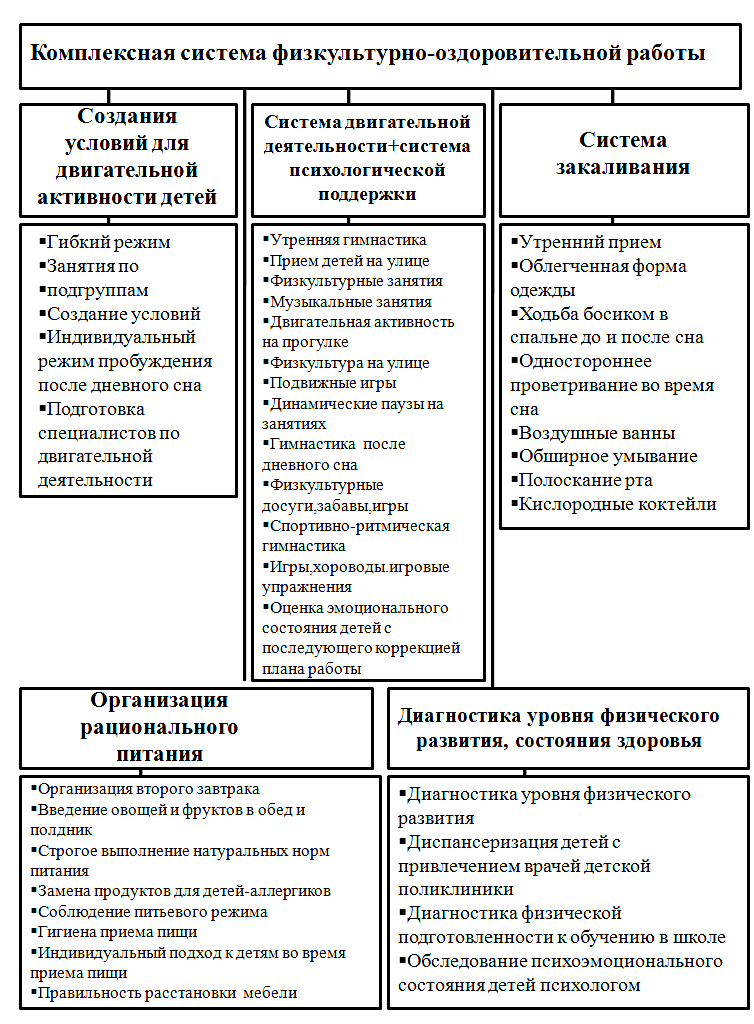 Комплексная система физкультурно-оздоровительной работы
Создания
условий для
двигательной
активности детей
▪Гибкий режим
▪Занятия по
подгруппам
▪Создание условий
▪Индивидуальный
режим пробуждения
после дневного сна
▪Подготовка
специалистов по
двигательной
деятельности
Система двигательной
деятельности+система
психологической
поддержки
▪Утренняя гимнастика
▪Прием детей на улице
▪Физкультурные занятия
▪Музыкальные занятия
▪Двигательная активность
на прогулке
▪Физкультура на улице
▪Подвижные игры
▪Динамические паузы на
занятиях
▪Гимнастика после
дневного сна
▪Физкультурные
досуги,забавы,игры
▪Спортивно-ритмическая
гимнастика
▪Игры,хороводы.игровые
упражнения
▪Оценка эмоционального
состояния детей с
последующего коррекцией
плана работы
Система
закаливания
▪Утренний прием
▪Облегченная форма
одежды
▪Ходьба босиком в
спальне до и после сна
▪Одностороннее
проветривание во время
сна
▪Воздушные ванны
▪Обширное умывание
▪Полоскание рта
▪Кислородные коктейли
Организация
рационального
питания
▪Организация второго завтрака
▪Введение овощей и фруктов в обед и
полдник
▪Строгое выполнение натуральных норм
питания
▪Замена продуктов для детей-аллергиков
▪Соблюдение питьевого режима
▪Гигиена приема пищи
▪Индивидуальный подход к детям во время
приема пищи
▪Правильность расстановки мебели
Диагностика уровня физического
развития, состояния здоровья
▪Диагностика уровня физического
развития
▪Диспансеризация детей с
привлечением врачей детской
поликлиники
▪Диагностика физической
подготовленности к обучению в школе
▪Обследование психоэмоционального
состояния детей психологом